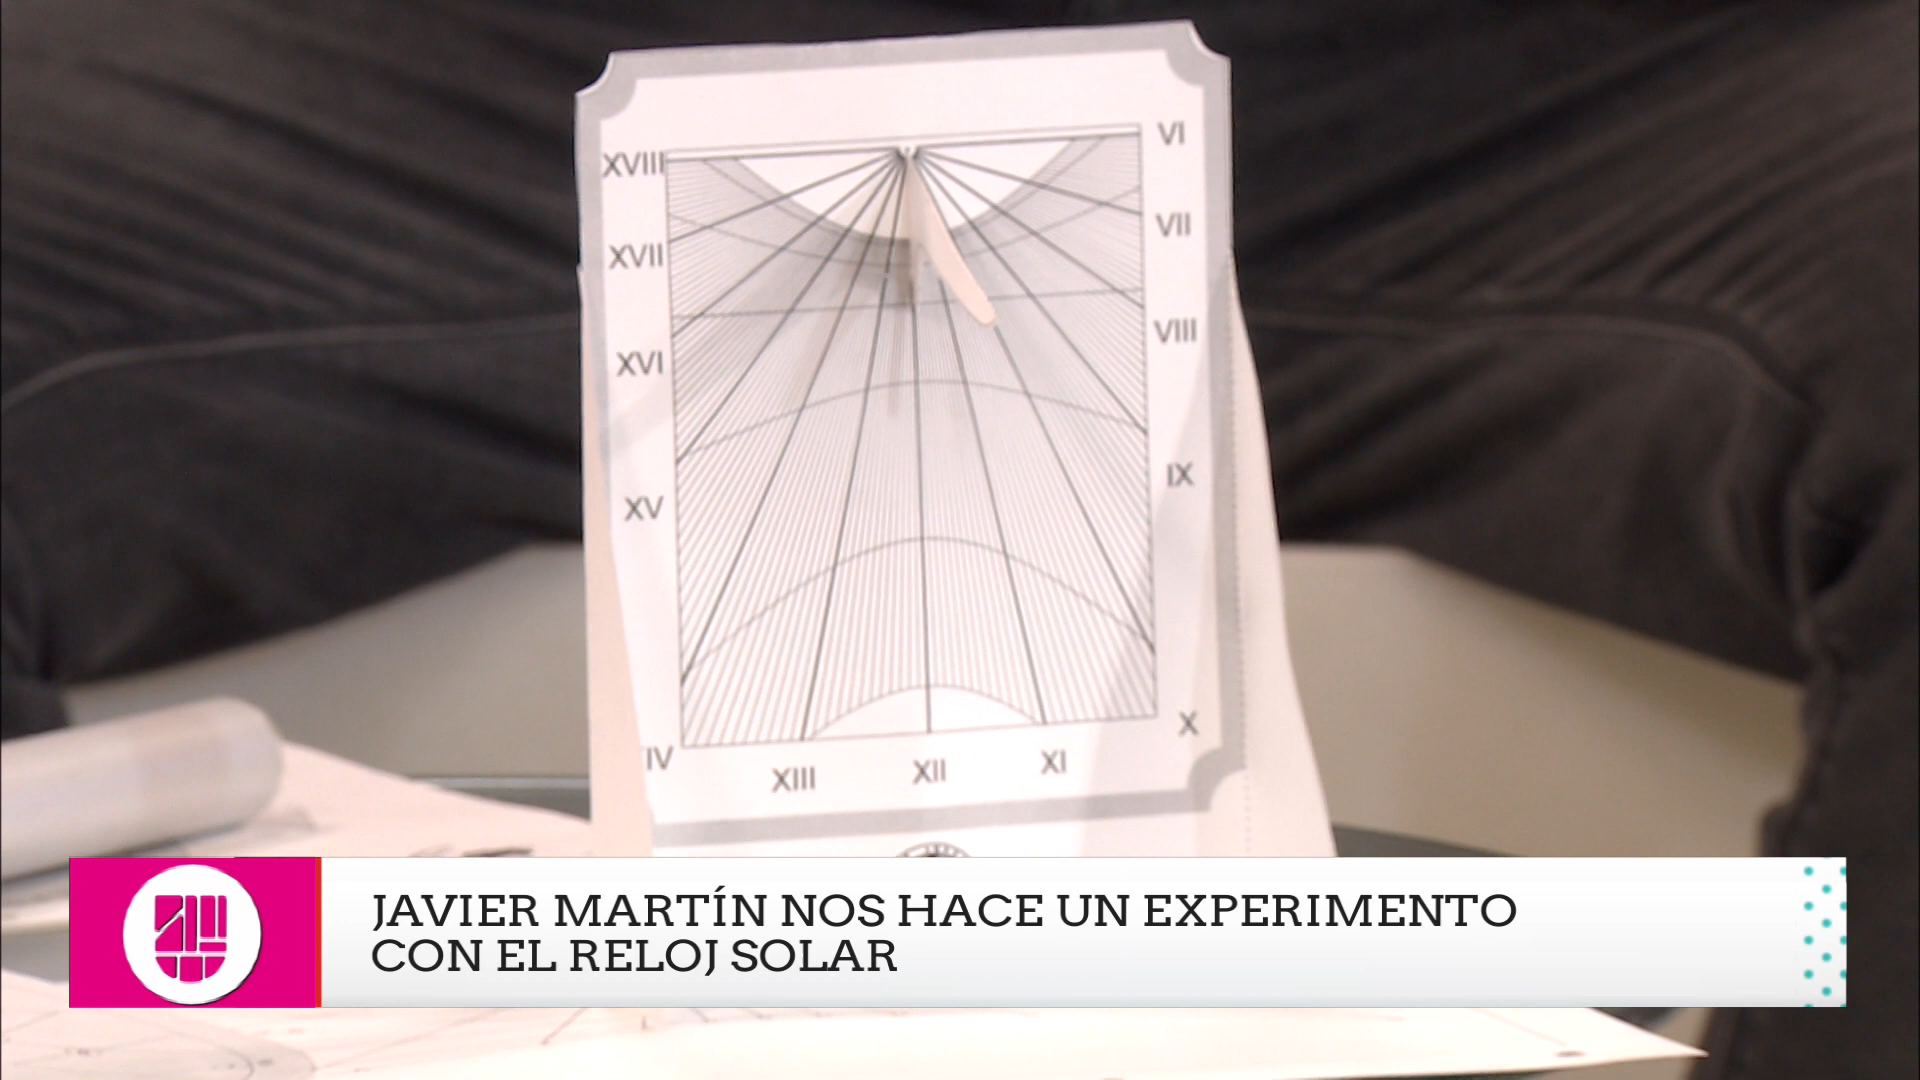 VI
XVIII
VII
XVII
VIII
XVI
IX
XV
X
IV
XIII
XII
XI
JAVIER MARTÍN NOS HACE UN EXPERIMENTO
CON EL RELOJ SOLAR